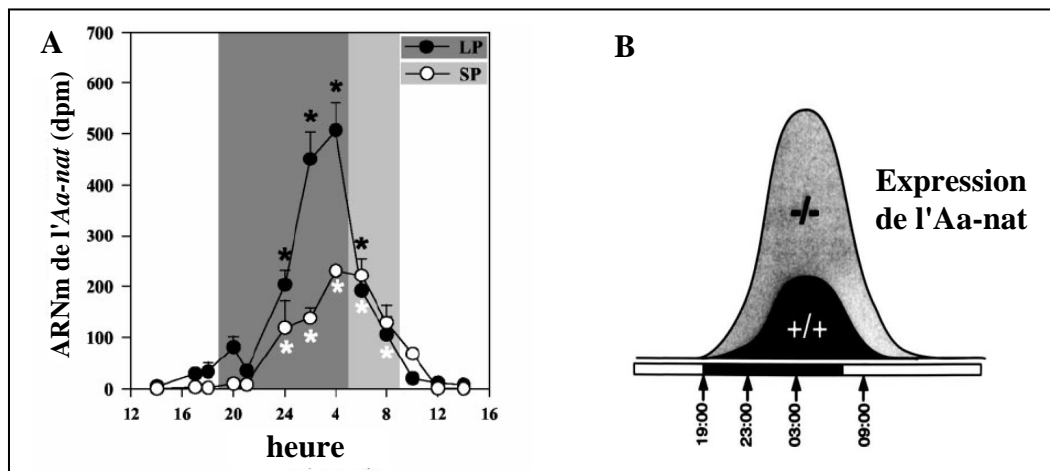 A
ARNm de l'Aa-nat (dpm)
700
600
500
400
300
200
100
0
LP
SP
*
*
*
*
*
*
*
*
*
12 16 20 24 4 8 12 16
heure
B
Expression
de l'Aa-nat
-/-
+/+
19:00
23:00
03:00
09:00